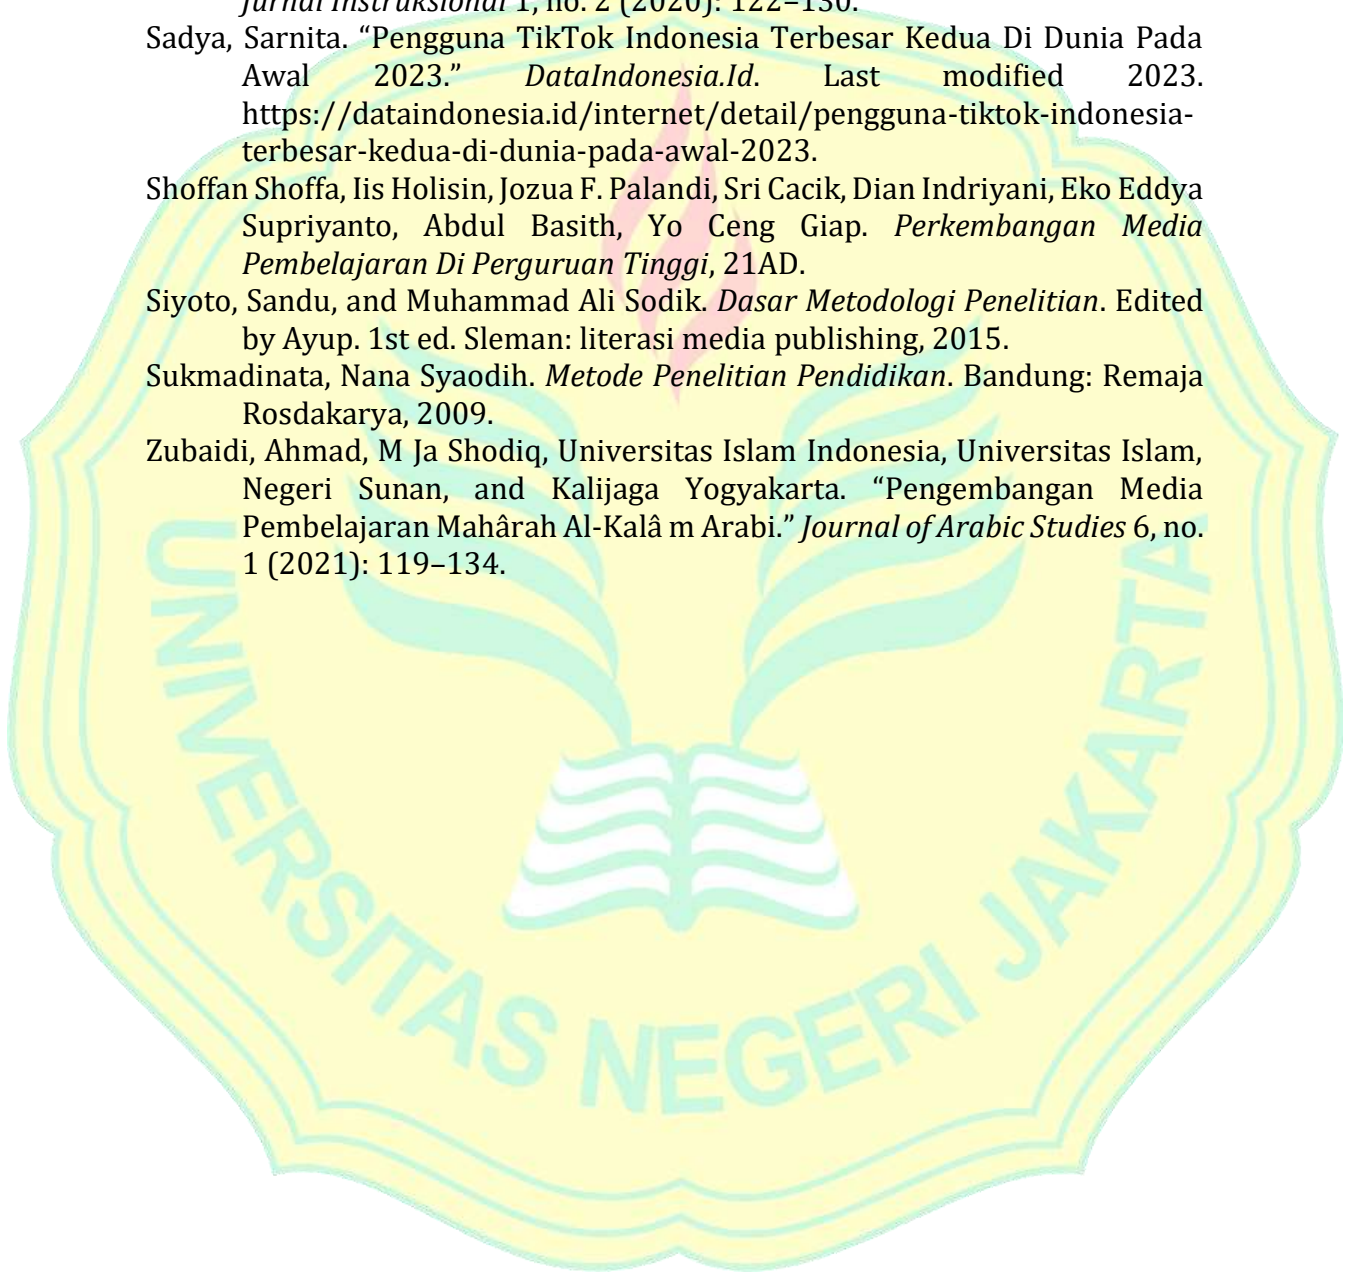 Jurnal Instruksional 1, no. 2 (2020): 122–130.
Sadya, Sarnita. “Pengguna TikTok Indonesia Terbesar Kedua Di Dunia Pada
Awal 2023.” DataIndonesia.Id. Last modified 2023.
https://dataindonesia.id/internet/detail/pengguna-tiktok-indonesia-
terbesar-kedua-di-dunia-pada-awal-2023.
Shoffan Shoffa, Iis Holisin, Jozua F. Palandi, Sri Cacik, Dian Indriyani, Eko Eddya
Supriyanto, Abdul Basith, Yo Ceng Giap. Perkembangan Media
Pembelajaran Di Perguruan Tinggi, 21AD.
Siyoto, Sandu, and Muhammad Ali Sodik. Dasar Metodologi Penelitian. Edited
by Ayup. 1st ed. Sleman: literasi media publishing, 2015.
Sukmadinata, Nana Syaodih. Metode Penelitian Pendidikan. Bandung: Remaja
Rosdakarya, 2009.
Zubaidi, Ahmad, M Ja Shodiq, Universitas Islam Indonesia, Universitas Islam,
Negeri Sunan, and Kalijaga Yogyakarta. “Pengembangan Media
Pembelajaran Mahârah Al-Kalâ m Arabi.” Journal of Arabic Studies 6, no.
1 (2021): 119–134.
UNIVERSITAS NEGERI JAKARTA